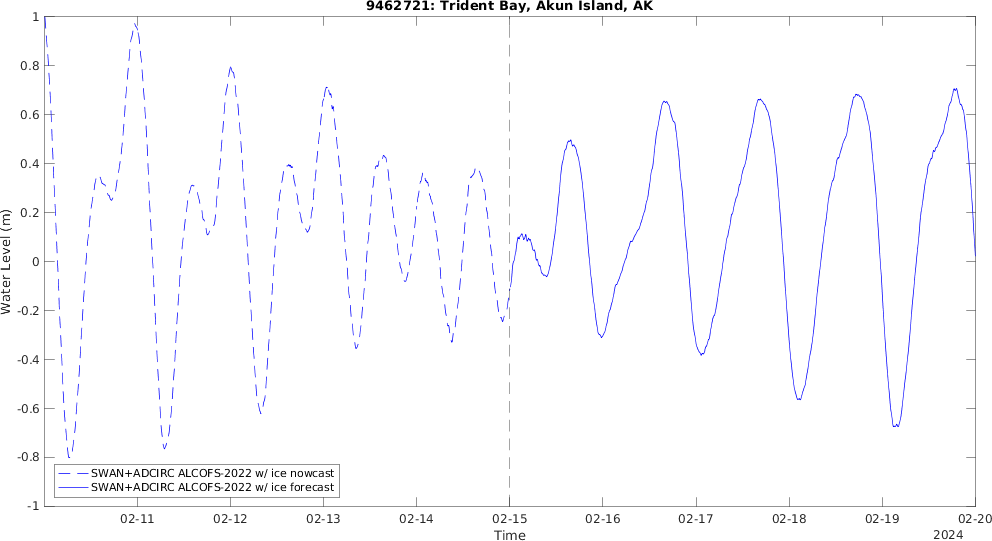 9462721: Trident Bay, Akun Island, AK
Water Level (m)
1
0.8
0.6
0.4
0.2
0
-0.2
-0.4
-0.6
-0.8
-1
SWAN+ADCIRC ALCOFS-2022 w/ ice nowcast
SWAN+ADCIRC ALCOFS-2022 w/ ice forecast
02-11 02-12 02-13 02-14 02-15 02-16 02-17 02-18 02-19 02-20
Time
2024